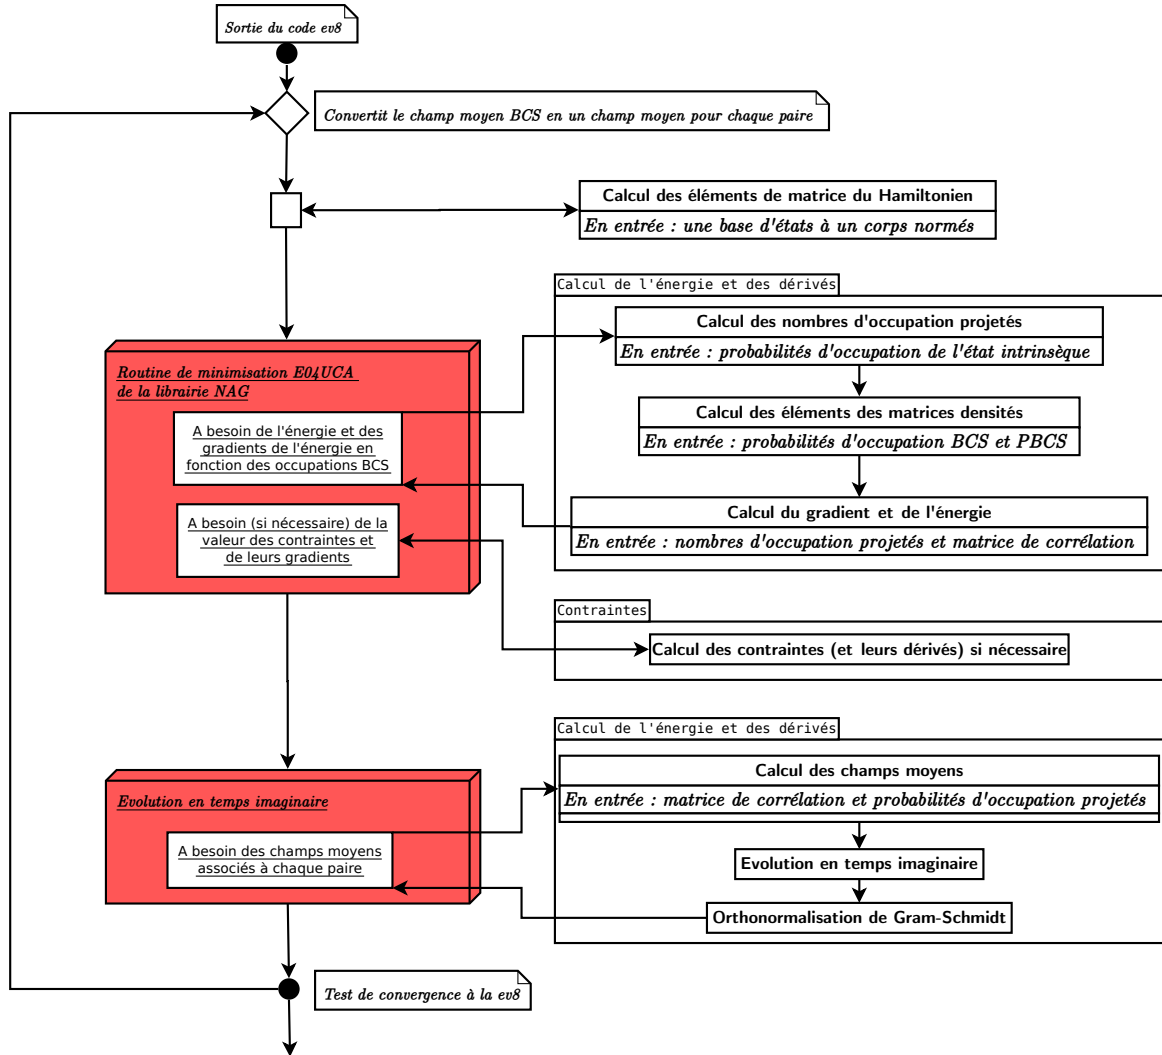 Sortie du code ev8
Convertit le champ moyen BCS en un champ moyen pour chaque paire
Calcul des éléments de matrice du Hamiltonien
En entrée : une base d'états à un corps normés
Calcul de l'énergie et des dérivés
Calcul des nombres d'occupation projetés
En entrée : probabilités d'occupation de l'état intrinsèque
Calcul des éléments des matrices densités
En entrée : probabilités d'occupation BCS et PBCS
Calcul du gradient et de l'énergie
En entrée : nombres d'occupation projetés et matrice de corrélation
Routine de minimisation E04UCA
de la librairie NAG
A besoin de l'énergie et des
gradients de l'énergie en
fonction des occupations BCS
A besoin (si nécessaire) de la
valeur des contraintes et
de leurs gradients
Contraintes
Calcul des contraintes (et leurs dérivés) si nécessaire
Calcul de l'énergie et des dérivés
Calcul des champs moyens
En entrée : matrice de corrélation et probabilités d'occupation projetés
Evolution en temps imaginaire
Orthonormalisation de Gram-Schmidt
Evolution en temps imaginaire
A besoin des champs moyens
associés à chaque paire
Test de convergence à la ev8